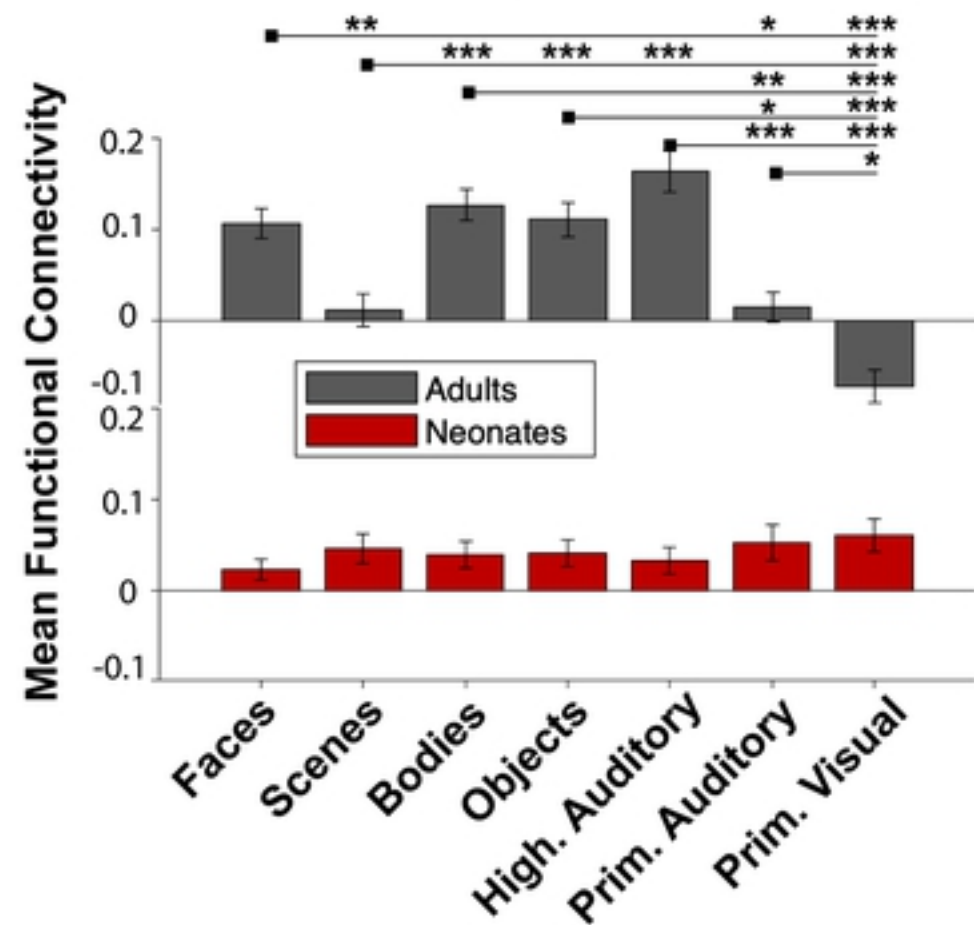 ** * ***
*** *** *** ***
** ***
* ***
*** ***
*
Mean Functional Connectivity
0.2
0.1
0
-0.1
Adults
Neonates
0.2
0.1
0
-0.1
Faces
Scenes
Bodies
Objects
High. Auditory
Prim. Auditory
Prim. Visual